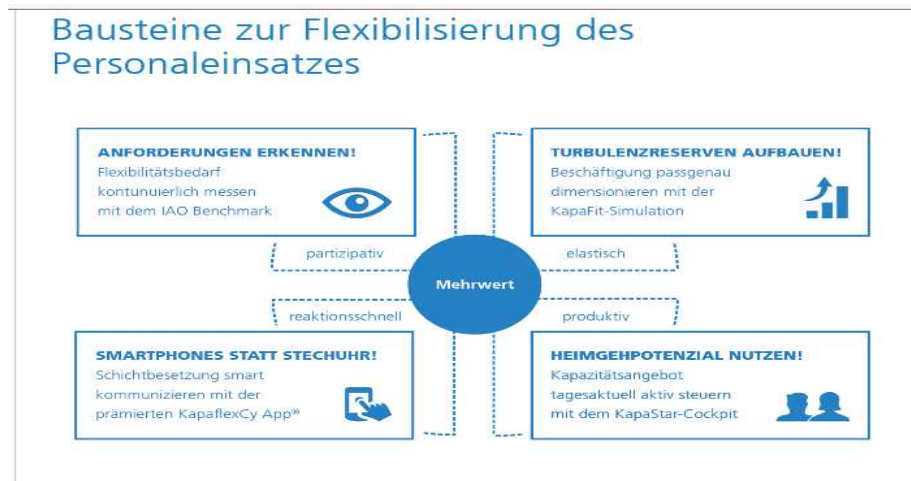 Bausteine zur Flexibilisierung des
Personaleinsatzes
ANFORDERUNGEN ERKENNEN!
Flexibilitätsbedarf
kontunuierlich messen
mit dem IAO Benchmark
TURBULENZRESERVEN AUFBAUEN!
Beschäftigung passgenau
dimensionieren mit der
KapaFit-Simulation
partizipativ
elastisch
Mehrwert
reaktionsschnell
produktiv
SMARTPHONES STATT STECHUHR!
Schichtbesetzung smart
kommunizieren mit der
prämierten KapaflexCy App®
HEIMGEHPOTENZIAL NUTZEN!
Kapazitätsangebot
tagesaktuell aktiv steuern
mit dem KapaStar-Cockpit